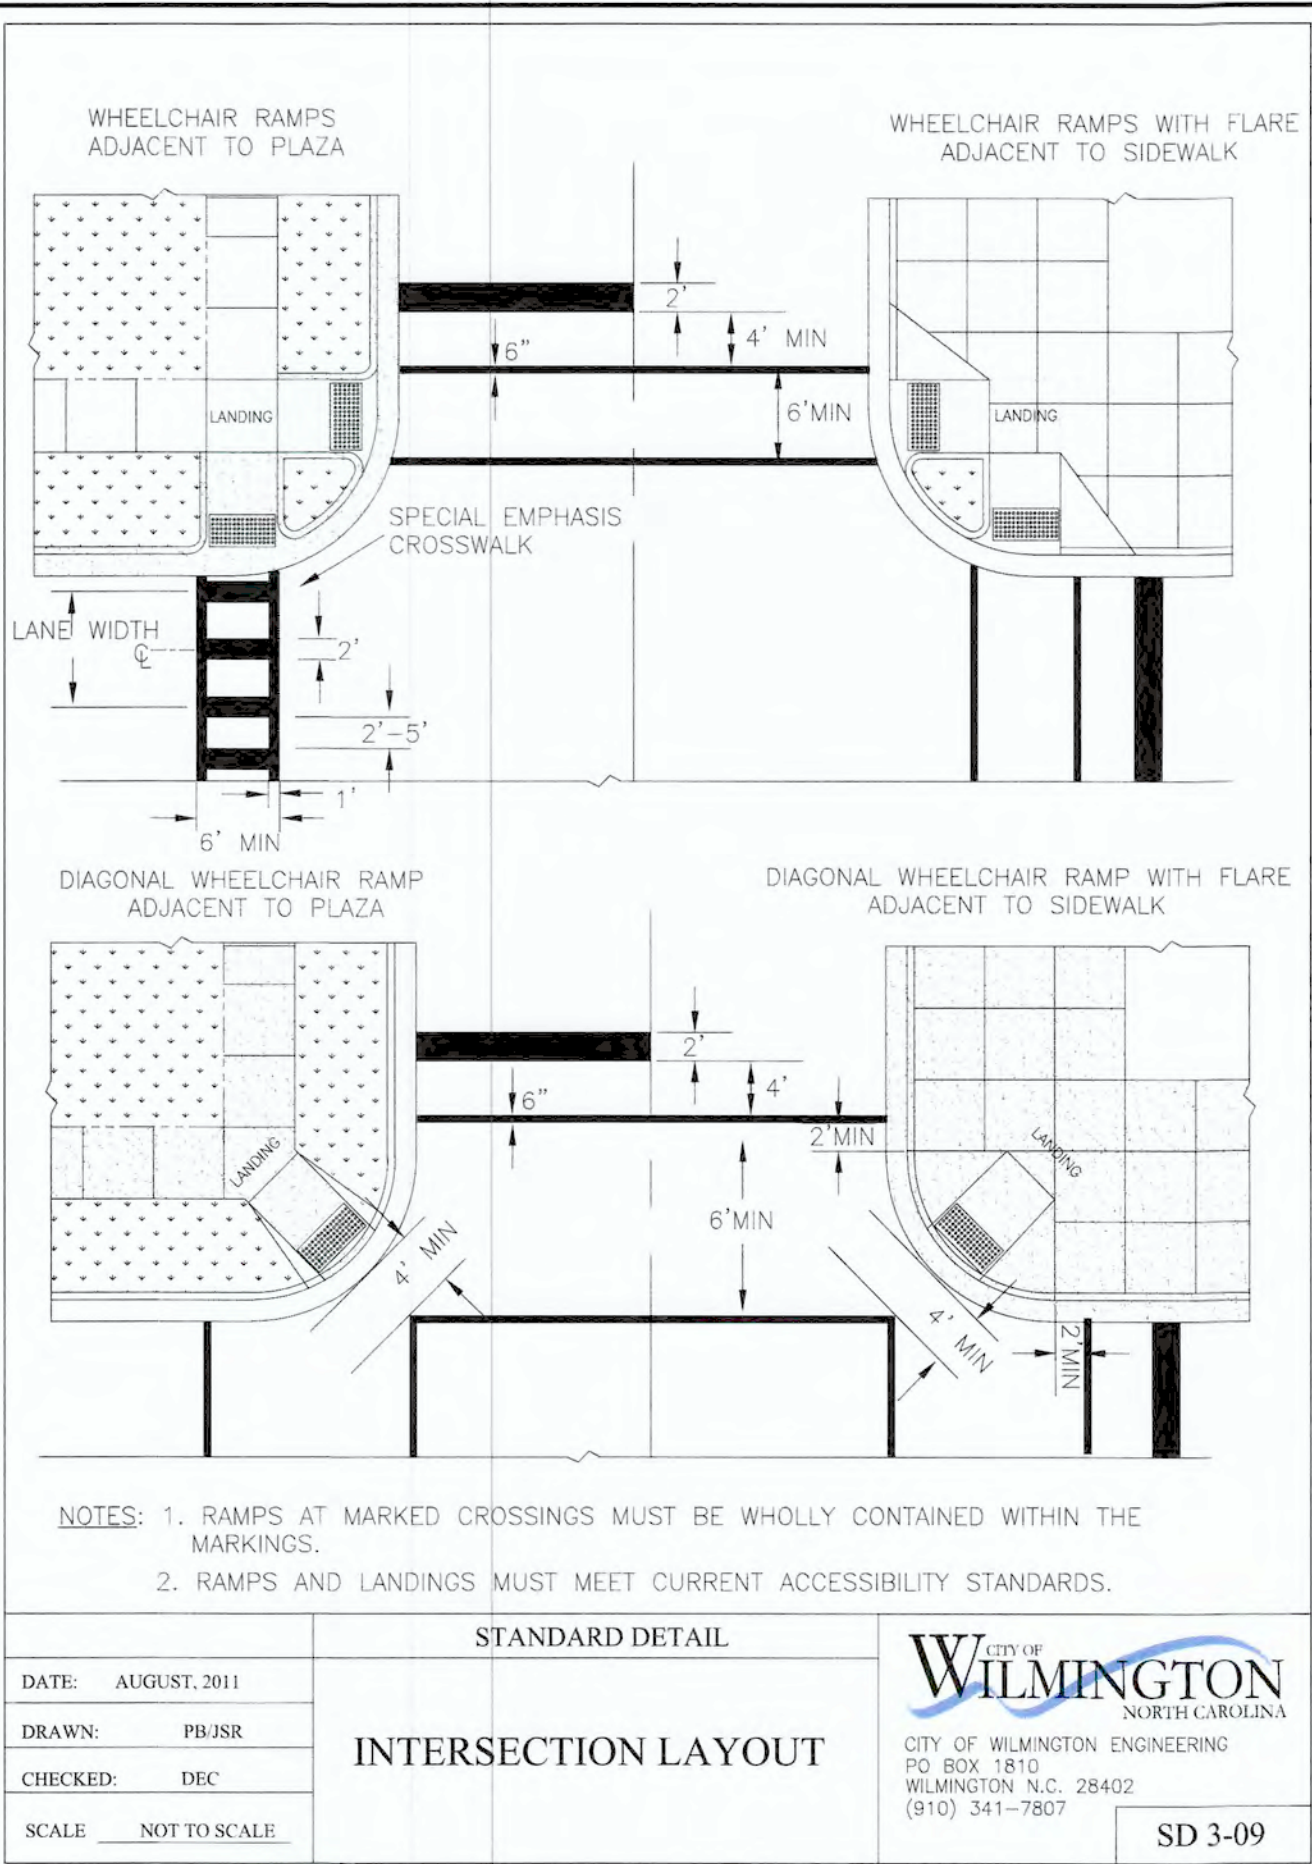 WHEELCHAIR RAMPS
ADJACENT TO PLAZA
WHEELCHAIR RAMPS WITH FLARE
ADJACENT TO SIDEWALK
2'
4' MIN
6"
6'MIN
LANDING
LANDING
SPECIAL EMPHASIS
CROSSWALK
LANE WIDTH
℄
2'
2'-5'
1'
6' MIN
DIAGONAL WHEELCHAIR RAMP
ADJACENT TO PLAZA
DIAGONAL WHEELCHAIR RAMP WITH FLARE
ADJACENT TO SIDEWALK
2'
4'
6"
2'MIN
LANDING
LANDING
6'MIN
4' MIN
4' MIN
2'MIN
NOTES: 1. RAMPS AT MARKED CROSSINGS MUST BE WHOLLY CONTAINED WITHIN THE
MARKINGS.
2. RAMPS AND LANDINGS MUST MEET CURRENT ACCESSIBILITY STANDARDS.
STANDARD DETAIL
INTERSECTION LAYOUT
DATE: AUGUST, 2011
DRAWN: PB/JSR
CHECKED: DEC
SCALE NOT TO SCALE
CITY OF
WILMINGTON
NORTH CAROLINA
CITY OF WILMINGTON ENGINEERING
PO BOX 1810
WILMINGTON N.C. 28402
(910) 341-7807
SD 3-09